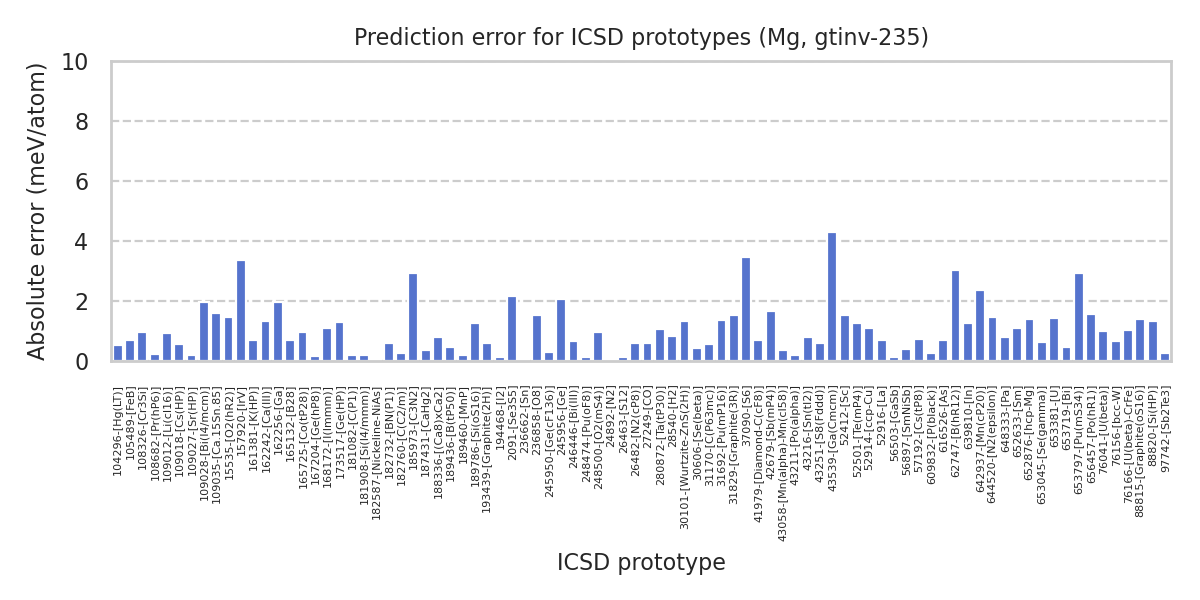 Prediction error for ICSD prototypes (Mg, gtinv-235)
Absolute error (meV/atom)
10
8
6
4
2
0
104296-[Hg(LT)]
105489-[FeB]
108326-[Cr3Si]
108682-[Pr(hP6)]
109012-[Li(cI16)]
109018-[Cs(HP)]
109027-[Sr(HP)]
109028-[Bi(I4/mcm)]
109035-[Ca.15Sn.85]
15535-[O2(hR2)]
157920-[IrV]
161381-[K(HP)]
162242-[Ca(III)]
162256-[Ga]
165132-[B28]
165725-[Co(tP28)]
167204-[Ge(hP8)]
168172-[I(Immm)]
173517-[Ge(HP)]
181082-[C(P1)]
181908-[Si(I4/mmm)]
182587-[Nickeline-NiAs]
182732-[BN(P1)]
182760-[C(C2/m)]
185973-[C3N2]
187431-[CaHg2]
188336-[(Ca8)xCa2]
189436-[B(tP50)]
189460-[MnP]
189786-[Si(oS16)]
193439-[Graphite(2H)]
194468-[I2]
2091-[Se3S5]
236662-[Sn]
236858-[O8]
245950-[Ge(cF136)]
245956-[Ge]
246446-[Bi(III)]
248474-[Pu(oF8)]
248500-[O2(mS4)]
24892-[N2]
26463-[S12]
26482-[N2(cP8)]
27249-[CO]
280872-[Ta(tP30)]
28540-[H2]
30101-[Wurtzite-ZnS(2H)]
30606-[Se(beta)]
31170-[C(P63mc)]
31692-[Pu(mP16)]
31829-[Graphite(3R)]
37090-[S6]
41979-[Diamond-C(cF8)]
42679-[Sb(mP4)]
43058-[Mn(alpha)-Mn(cI58)]
43211-[Po(alpha)]
43216-[Sn(tI2)]
43251-[S8(Fddd)]
43539-[Ga(Cmcm)]
52412-[Sc]
52501-[Te(mP4)]
52914-[fcc-Cu]
52916-[La]
56503-[GaSb]
56897-[SmNiSb]
57192-[Cs(tP8)]
609832-[P(black)]
616526-[As]
62747-[B(hR12)]
639810-[In]
642937-[Mn(cP20)]
644520-[N2(epsilon)]
648333-[Pa]
652633-[Sm]
652876-[hcp-Mg]
653045-[Se(gamma)]
653381-[U]
653719-[Bi]
653797-[Pu(mS34)]
656457-[Po(hR1)]
76041-[U(beta)]
76156-[bcc-W]
76166-[U(beta)-CrFe]
88815-[Graphite(oS16)]
88820-[Si(HP)]
97742-[Sb2Te3]
ICSD prototype